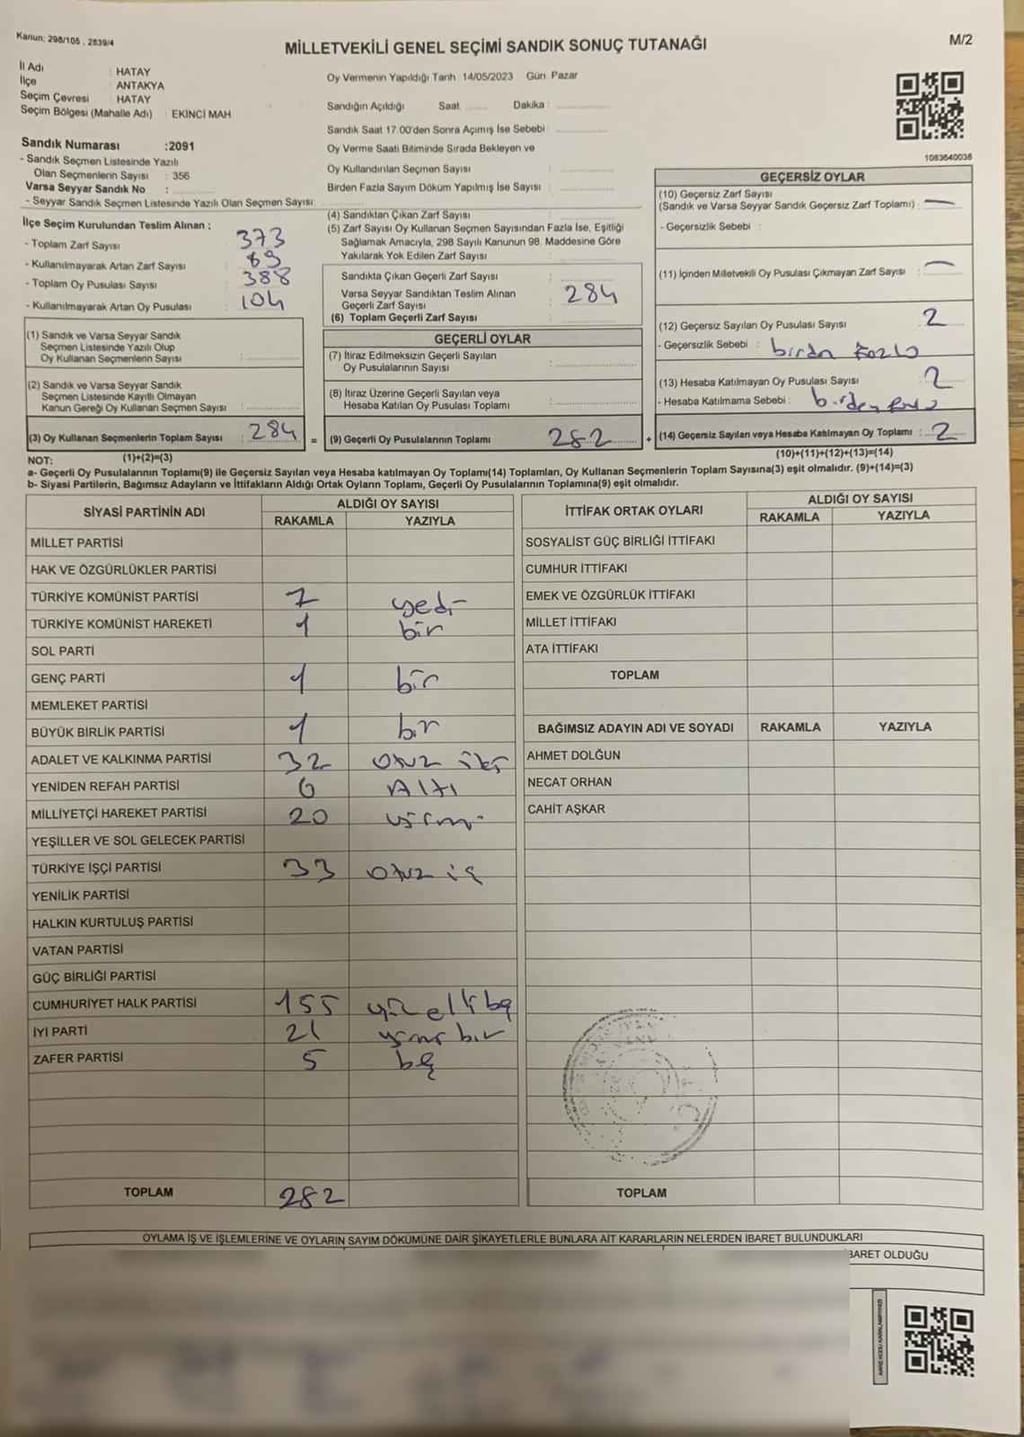 Kanun: 298/105 , 2839/4
MİLLETVEKİLİ GENEL SEÇİMİ SANDIK SONUÇ TUTANAĞI
M/2
İl Adı : HATAY
İlçe : ANTAKYA
Seçim Çevresi : HATAY
Seçim Bölgesi (Mahalle Adı) : EKİNCİ MAH
Sandık Numarası :2091
- Sandık Seçmen Listesinde Yazılı
Olan Seçmenlerin Sayısı : 356
Varsa Seyyar Sandık No :
- Seyyar Sandık Seçmen Listesinde Yazılı Olan Seçmen Sayısı:
Oy Vermenin Yapıldığı Tarih 14/05/2023 Gün Pazar
Sandığın Açıldığı Saat Dakika
Sandık Saat 17.00'den Sonra Açımış İse Sebebi:
Oy Verme Saati Bitiminde Sırada Bekleyen ve
Oy Kullandırılan Seçmen Sayısı
Birden Fazla Sayım Döküm Yapılmış İse Sayısı
1083640038
İlçe Seçim Kurulundan Teslim Alınan :
- Toplam Zarf Sayısı : 373
- Kullanılmayarak Artan Zarf Sayısı : 89
- Toplam Oy Pusulası Sayısı : 388
- Kullanılmayarak Artan Oy Pusulası : 104
(1) Sandık ve Varsa Seyyar Sandık
Seçmen Listesinde Yazılı Olup
Oy Kullanan Seçmenlerin Sayısı :
(2) Sandık ve Varsa Seyyar Sandık
Seçmen Listesinde Kayıtlı Olmayan
Kanun Gereği Oy Kullanan Seçmen Sayısı :
(3) Oy Kullanan Seçmenlerin Toplam Sayısı : 284
(4) Sandıktan Çıkan Zarf Sayısı :
(5) Zarf Sayısı Oy Kullanan Seçmen Sayısından Fazla İse, Eşitliği
Sağlamak Amacıyla, 298 Sayılı Kanunun 98. Maddesine Göre
Yakılarak Yok Edilen Zarf Sayısı :
Sandıkta Çıkan Geçerli Zarf Sayısı
Varsa Seyyar Sandıktan Teslim Alınan
Geçerli Zarf Sayısı
284
(6) Toplam Geçerli Zarf Sayısı :
GEÇERLİ OYLAR
(7) İtiraz Edilmeksizin Geçerli Sayılan
Oy Pusulalarının Sayısı
(8) İtiraz Üzerine Geçerli Sayılan veya
Hesaba Katılan Oy Pusulası Toplamı
= (9) Geçerli Oy Pusulalarının Toplamı 282
GEÇERSİZ OYLAR
(10) Geçersiz Zarf Sayısı
(Sandık ve Varsa Seyyar Sandık Geçersiz Zarf Toplamı) : —
- Geçersizlik Sebebi :
(11) İçinden Milletvekili Oy Pusulası Çıkmayan Zarf Sayısı : —
(12) Geçersiz Sayılan Oy Pusulası Sayısı : 2
- Geçersizlik Sebebi : birden fazla
(13) Hesaba Katılmayan Oy Pusulası Sayısı : 2
- Hesaba Katılmama Sebebi : birden fazla
+ (14) Geçersiz Sayılan veya Hesaba Katılmayan Oy Toplamı : 2
NOT: (1)+(2)=(3)
(10)+(11)+(12)+(13)=(14)
a- Geçerli Oy Pusulalarının Toplamı(9) ile Geçersiz Sayılan veya Hesaba katılmayan Oy Toplamı(14) Toplamları, Oy Kullanan Seçmenlerin Toplam Sayısına(3) eşit olmalıdır. (9)+(14)=(3)
b- Siyasi Partilerin, Bağımsız Adayların ve İttifakların Aldığı Ortak Oyların Toplamı, Geçerli Oy Pusulalarının Toplamına(9) eşit olmalıdır.
SİYASİ PARTİNİN ADI
ALDIĞI OY SAYISI
RAKAMLA YAZIYLA
MİLLET PARTİSİ
HAK VE ÖZGÜRLÜKLER PARTİSİ
TÜRKİYE KOMÜNİST PARTİSİ 7 yedi
TÜRKİYE KOMÜNİST HAREKETİ 1 bir
SOL PARTİ
GENÇ PARTİ 1 bir
MEMLEKET PARTİSİ
BÜYÜK BİRLİK PARTİSİ 1 bir
ADALET VE KALKINMA PARTİSİ 32 otuz iki
YENİDEN REFAH PARTİSİ 6 Altı
MİLLİYETÇİ HAREKET PARTİSİ 20 yirmi
YEŞİLLER VE SOL GELECEK PARTİSİ
TÜRKİYE İŞÇİ PARTİSİ 33 otuz üç
YENİLİK PARTİSİ
HALKIN KURTULUŞ PARTİSİ
VATAN PARTİSİ
GÜÇ BİRLİĞİ PARTİSİ
CUMHURİYET HALK PARTİSİ 155 yüz elli beş
İYİ PARTİ 21 yirmi bir
ZAFER PARTİSİ 5 beş
TOPLAM 282
İTTİFAK ORTAK OYLARI
ALDIĞI OY SAYISI
RAKAMLA YAZIYLA
SOSYALİST GÜÇ BİRLİĞİ İTTİFAKI
CUMHUR İTTİFAKI
EMEK VE ÖZGÜRLÜK İTTİFAKI
MİLLET İTTİFAKI
ATA İTTİFAKI
TOPLAM
BAĞIMSIZ ADAYIN ADI VE SOYADI RAKAMLA YAZIYLA
AHMET DOLĞUN
NECAT ORHAN
CAHİT AŞKAR
TOPLAM
OYLAMA İŞ VE İŞLEMLERİNE VE OYLARIN SAYIM DÖKÜMÜNE DAİR ŞİKAYETLERLE BUNLARA AİT KARARLARIN NELERDEN İBARET BULUNDUKLARI
BARET OLDUĞU